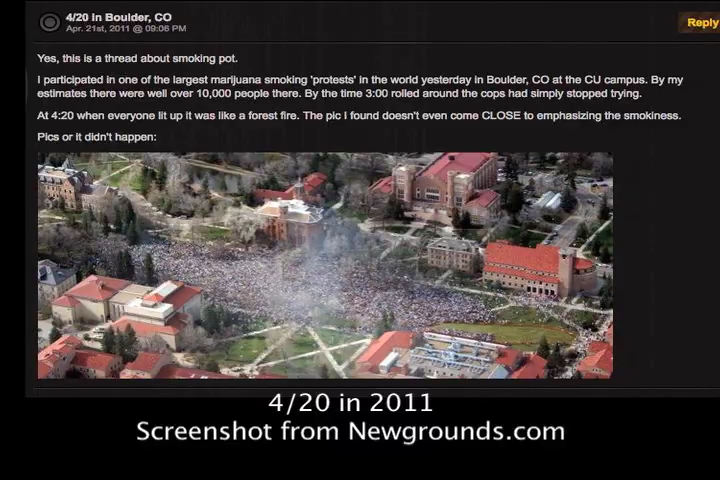 4/20 in Boulder, CO
Apr. 21st, 2011 @ 09:06 PM
Reply
Yes, this is a thread about smoking pot.
I participated in one of the largest marijuana smoking 'protests' in the world yesterday in Boulder, CO at the CU campus. By my
estimates there were well over 10,000 people there. By the time 3:00 rolled around the cops had simply stopped trying.
At 4:20 when everyone lit up it was like a forest fire. The pic I found doesn't even come CLOSE to emphasizing the smokiness.
Pics or it didn't happen:
4/20 in 2011
Screenshot from Newgrounds.com